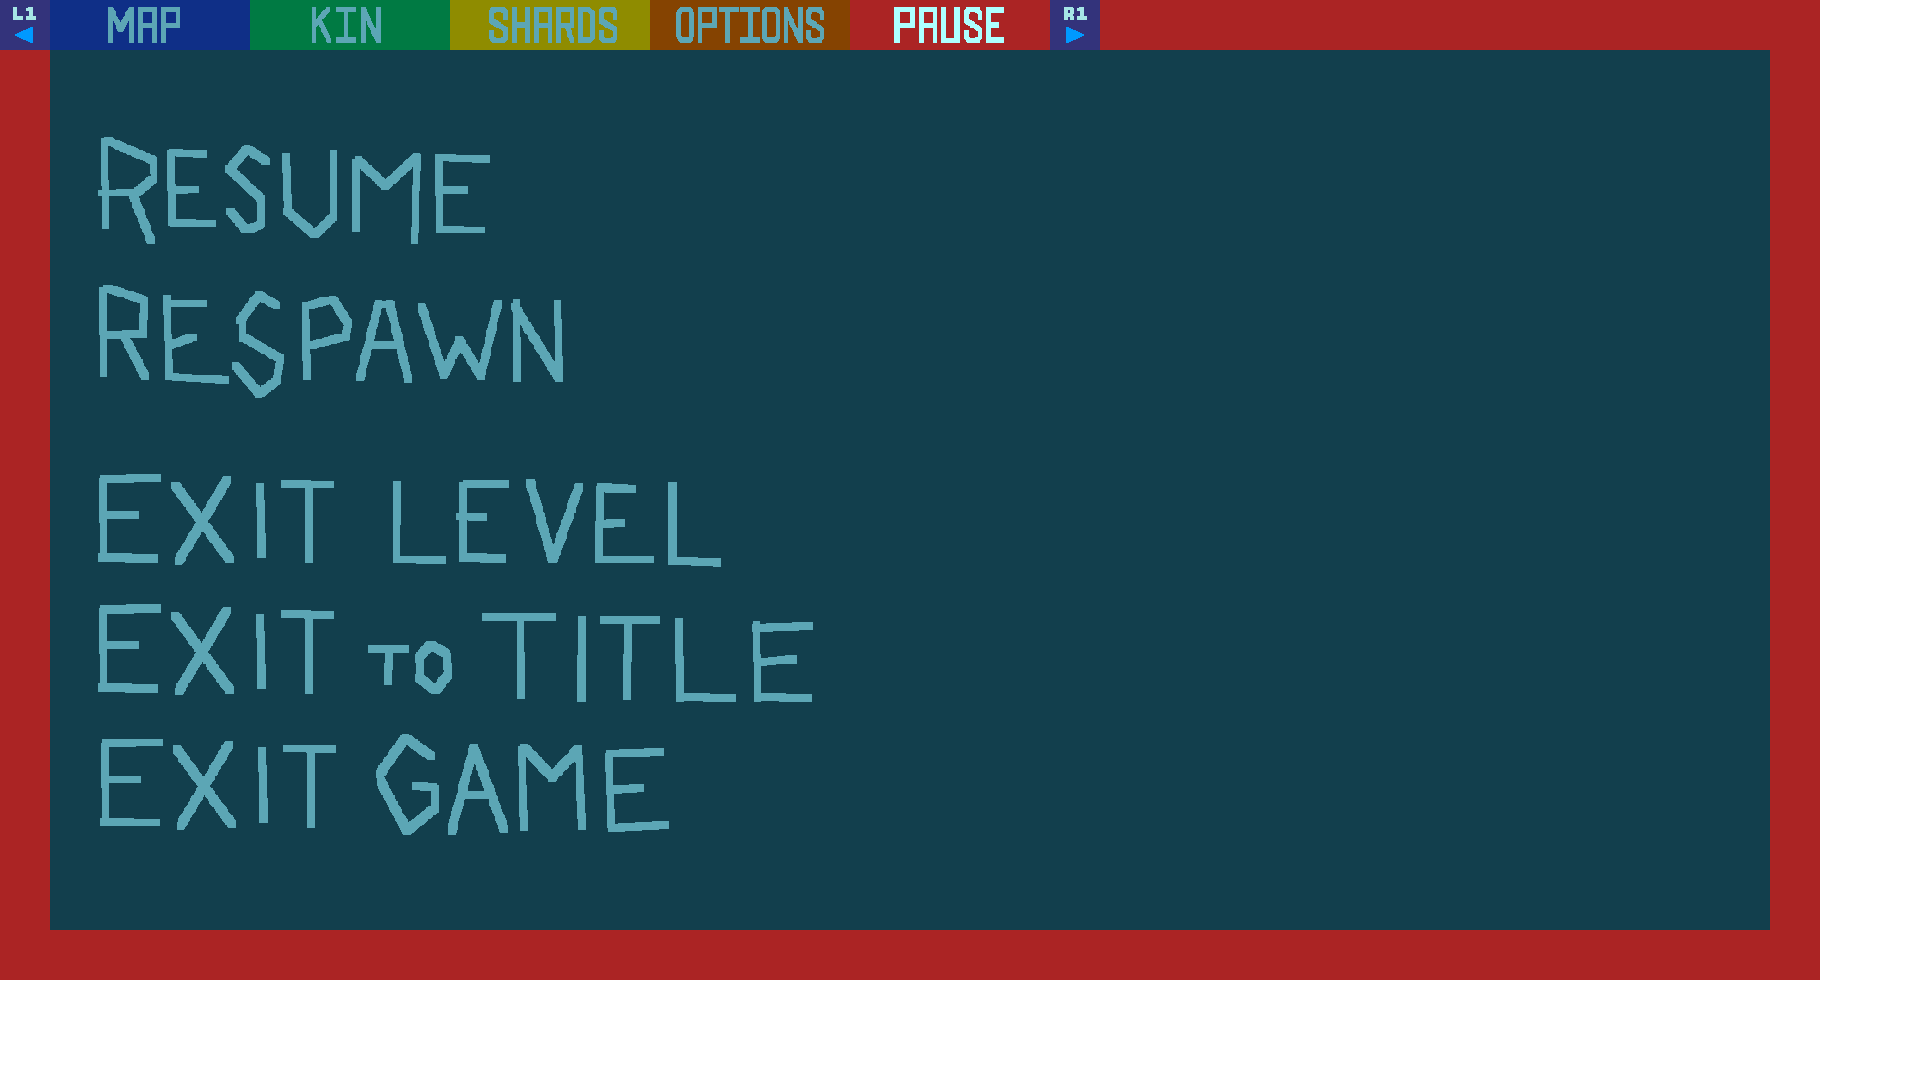 L1 MAP KIN SHARDS OPTIONS PAUSE R1
RESUME
RESPAWN
EXIT LEVEL
EXIT TO TITLE
EXIT GAME